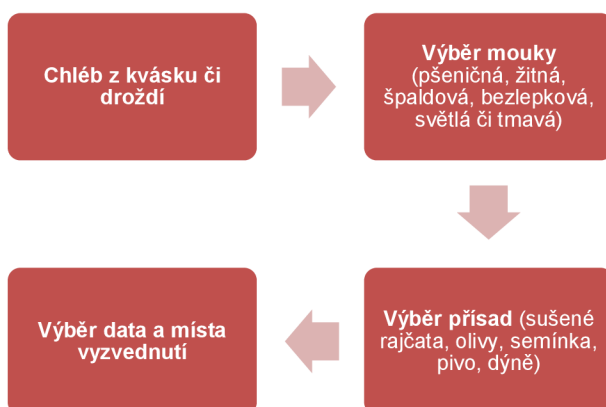 Chléb z kvásku či
droždí
Výběr mouky
(pšeničná, žitná,
špaldová, bezlepková,
světlá či tmavá)
Výběr přísad (sušené
rajčata, olivy, semínka,
pivo, dýně)
Výběr data a místa
vyzvednutí